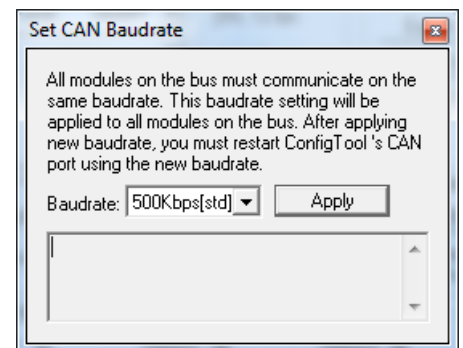 Set CAN Baudrate
All modules on the bus must communicate on the
same baudrate. This baudrate setting will be
applied to all modules on the bus. After applying
new baudrate, you must restart ConfigTool 's CAN
port using the new baudrate.
Baudrate: 500Kbps[std] Apply